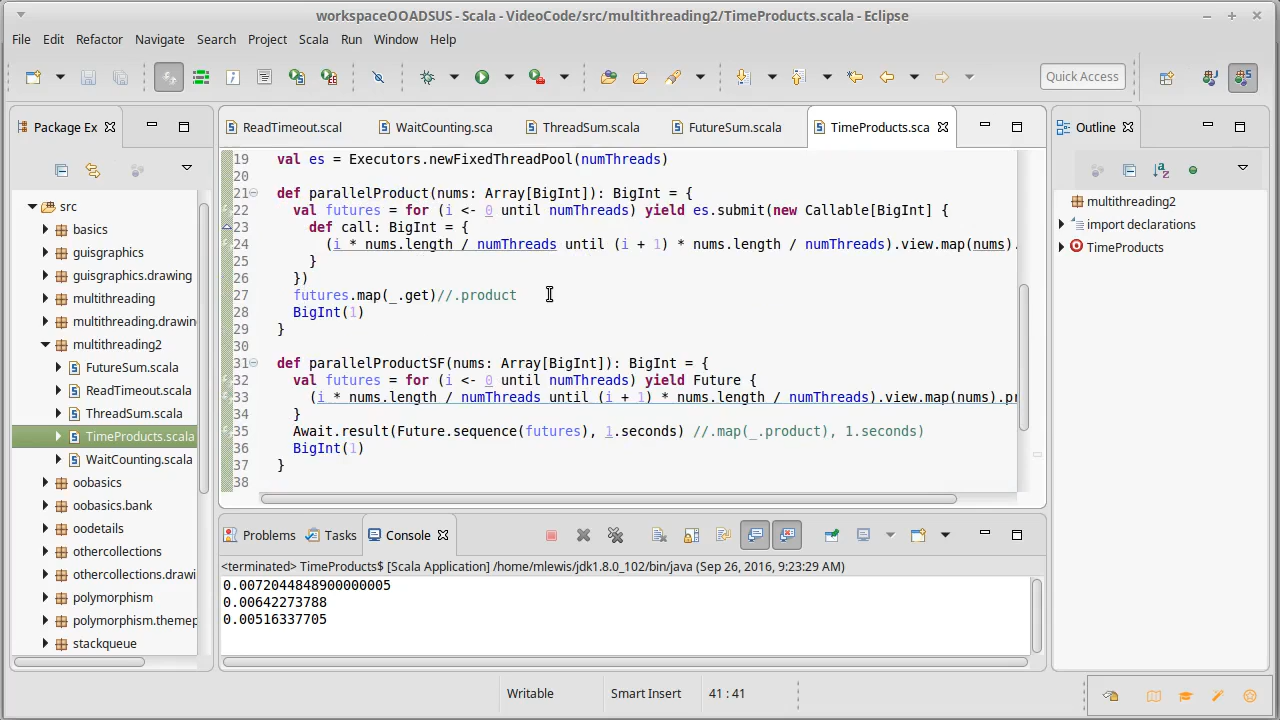 workspaceOOADSUS - Scala - VideoCode/src/multithreading2/TimeProducts.scala - Eclipse
File Edit Refactor Navigate Search Project Scala Run Window Help
Quick Access
Package Ex
src
basics
guisgraphics
guisgraphics.drawing
multithreading
multithreading.drawin
multithreading2
FutureSum.scala
ReadTimeout.scala
ThreadSum.scala
TimeProducts.scala
WaitCounting.scala
oobasics
oobasics.bank
oodetails
othercollections
othercollections.drawi
polymorphism
polymorphism.themep
stackqueue
ReadTimeout.scal WaitCounting.sca ThreadSum.scala FutureSum.scala TimeProducts.sca
19 val es = Executors.newFixedThreadPool(numThreads)
20
21 def parallelProduct(nums: Array[BigInt]): BigInt = {
22 val futures = for (i <- 0 until numThreads) yield es.submit(new Callable[BigInt] {
23 def call: BigInt = {
24 (i * nums.length / numThreads until (i + 1) * nums.length / numThreads).view.map(nums).
25 }
26 })
27 futures.map(_.get)//.product
28 BigInt(1)
29 }
30
31 def parallelProductSF(nums: Array[BigInt]): BigInt = {
32 val futures = for (i <- 0 until numThreads) yield Future {
33 (i * nums.length / numThreads until (i + 1) * nums.length / numThreads).view.map(nums).pr
34 }
35 Await.result(Future.sequence(futures), 1.seconds) //.map(_.product), 1.seconds)
36 BigInt(1)
37 }
38
Outline
multithreading2
import declarations
TimeProducts
Problems Tasks Console
<terminated> TimeProducts$ [Scala Application] /home/mlewis/jdk1.8.0_102/bin/java (Sep 26, 2016, 9:23:29 AM)
0.0072044848900000005
0.00642273788
0.00516337705
Writable Smart Insert 41 : 41